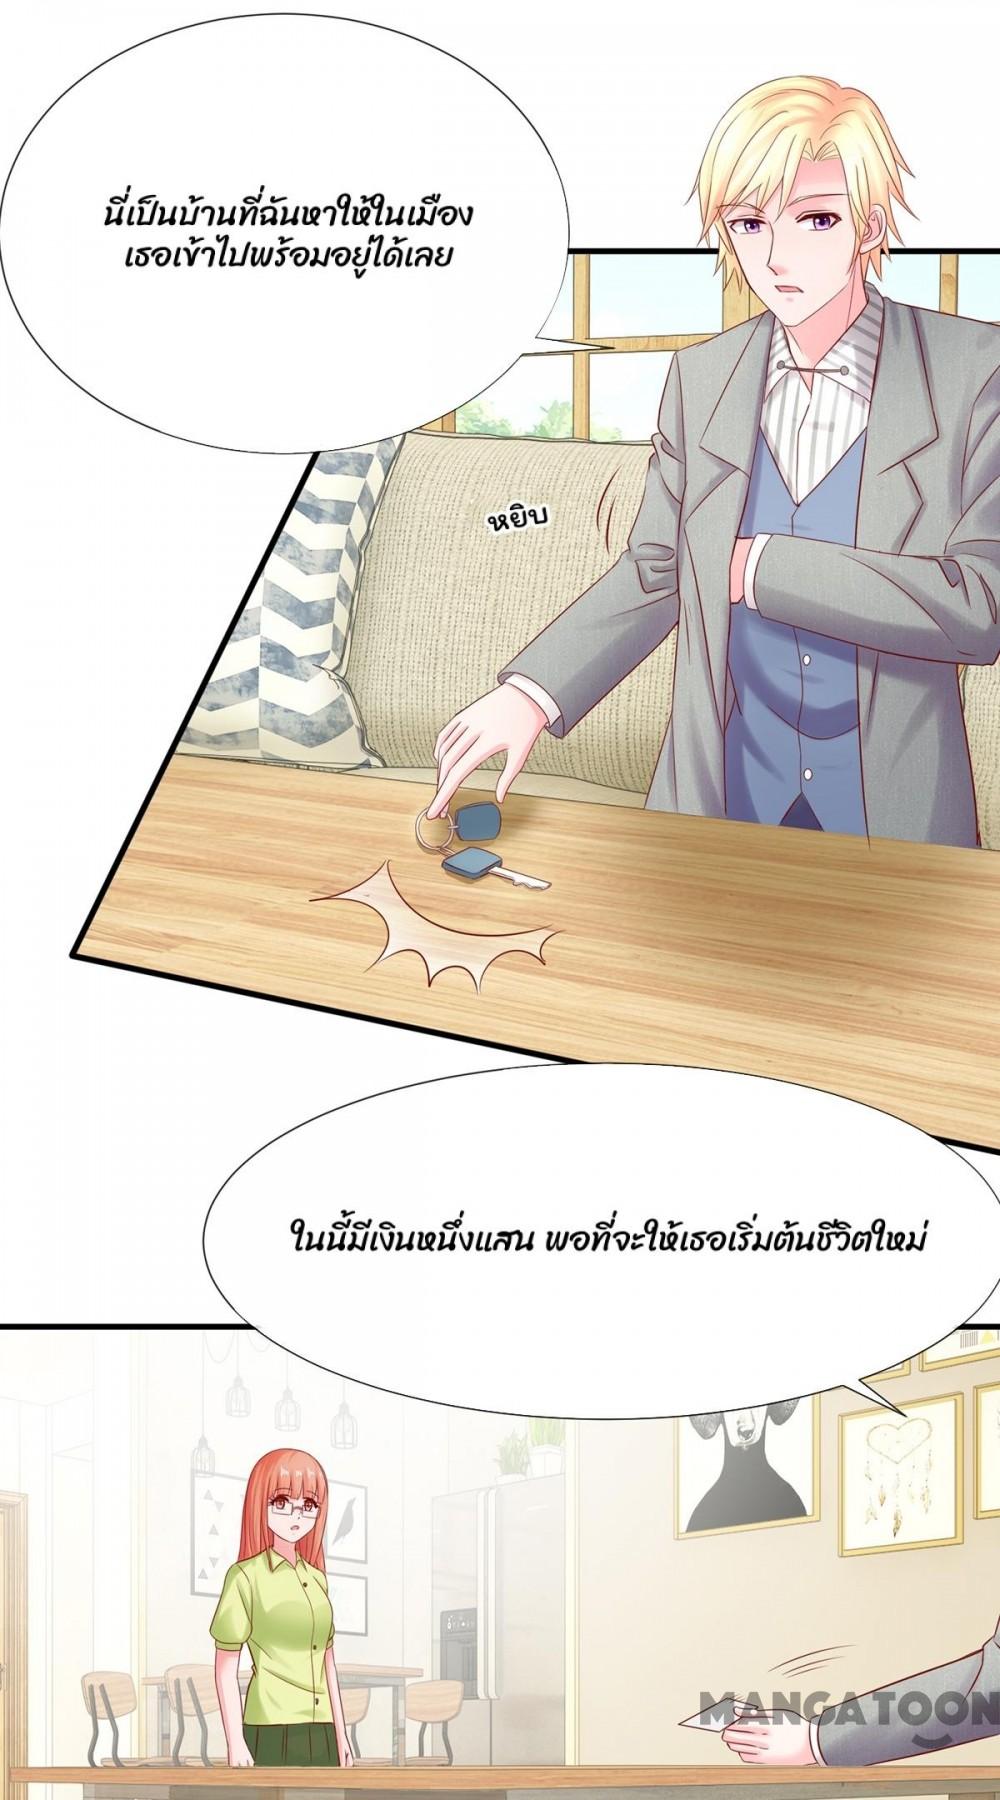 นี่เป็นบ้านที่ฉันหาให้ในเมือง
เธอเข้าไปพร้อมอยู่ได้เลย
หยิบ
ในนี้มีเงินหนึ่งแสน พอที่จะให้เธอเริ่มต้นชีวิตใหม่
MANGATOON